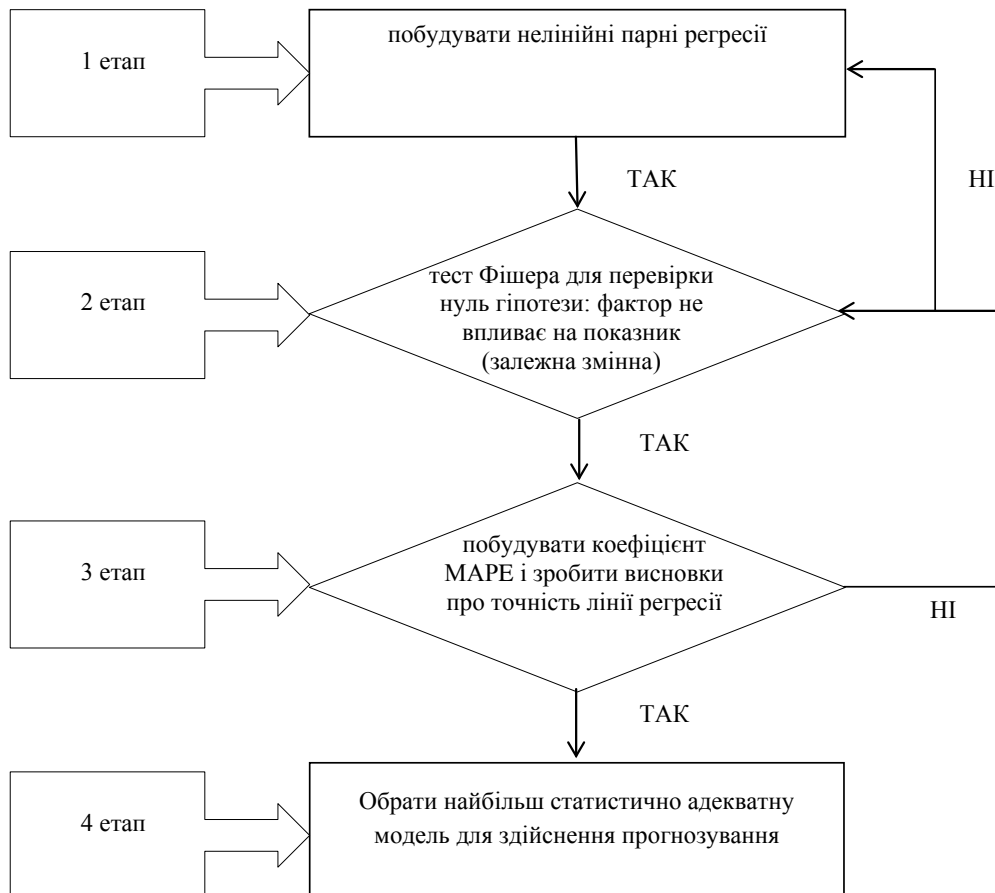 1 етап
побудувати нелінійні парні регресії
ТАК
НІ
2 етап
тест Фішера для перевірки
нуль гіпотези: фактор не
впливає на показник
(залежна змінна)
ТАК
3 етап
побудувати коефіцієнт
МАРЕ і зробити висновки
про точність лінії регресії
НІ
ТАК
4 етап
Обрати найбільш статистично адекватну
модель для здійснення прогнозування